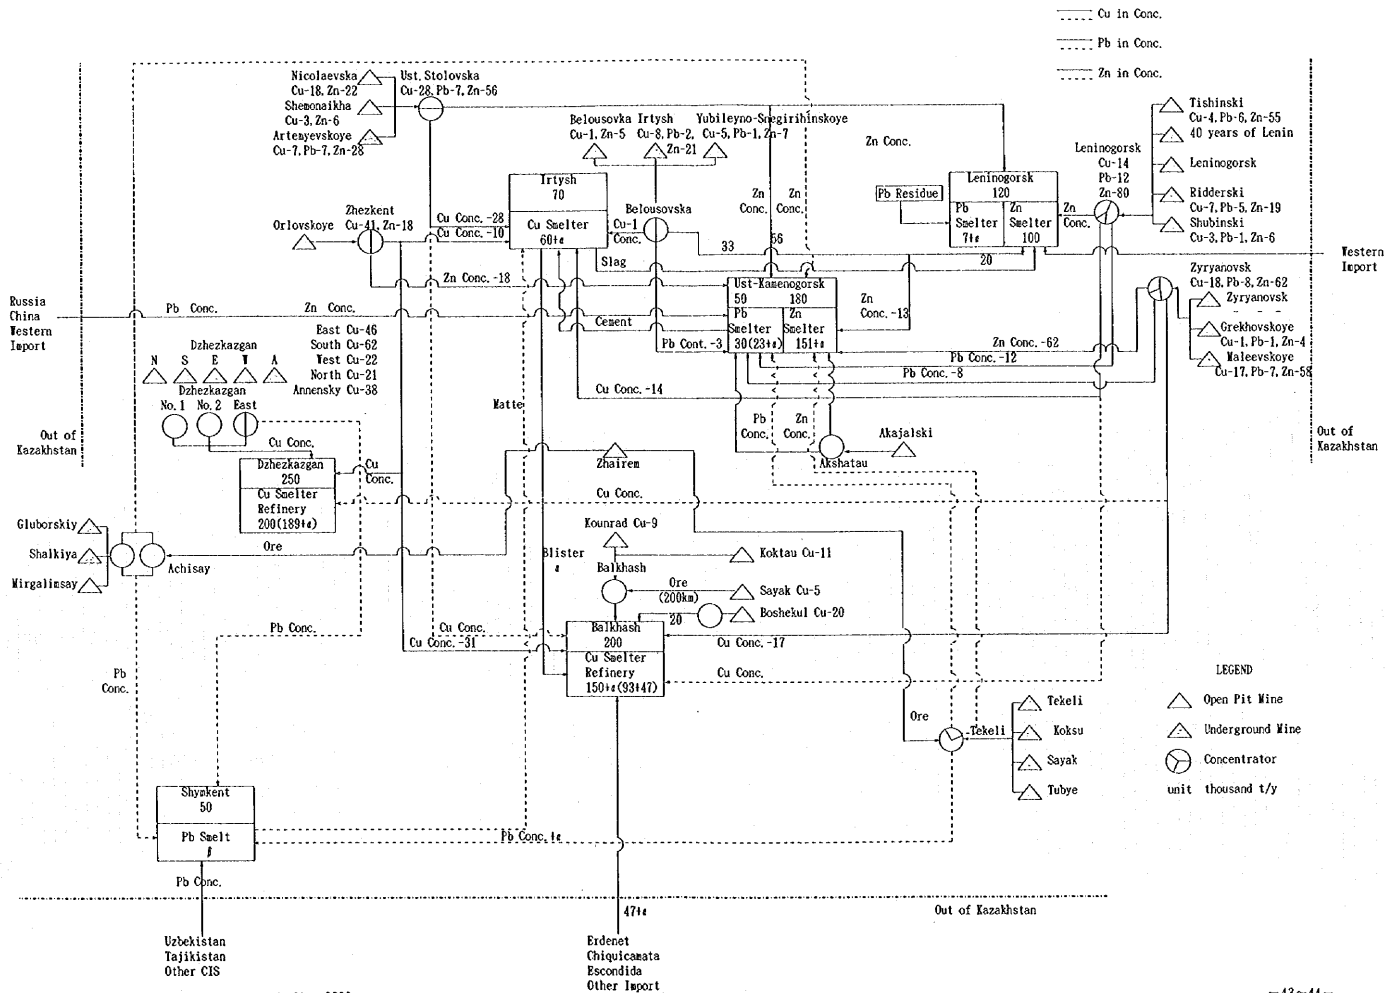 Cu in Conc.
Pb in Conc.
Zn in Conc.
Nicolaevska
Cu-18, Zn-22
Shemonaikha
Cu-3, Zn-6
Artemyevskoye
Cu-7, Pb-7, Zn-28
Ust, Stolovska
Cu-28, Pb-7, Zn-56
Belousovka
Cu-1, Zn-5
Irtysh
Cu-8, Pb-2,
Zn-21
Yubileyno-Snegirihinskoye
Cu-5, Pb-1, Zn-7
Zn Conc.
Leninogorsk
Cu-14
Pb-12
Zn-80
Tishinski
Cu-4, Pb-6, Zn-55
40 years of Lenin
Leninogorsk
Ridderski
Cu-7, Pb-5, Zn-19
Shubinski
Cu-3, Pb-1, Zn-6
Irtysh
70
Cu Smelter
Leninogorsk
120
Pb
Smelter
Zn
Smelter
100
Pb Residue
Zn
Conc.
Zn
Conc.
Zn
Conc.
Orlovskoye
Zhezkent
Cu-41, Zn-18
Cu Conc. -28
Cu Conc. -10
Belousovska
Cu-1
Conc.
33
56
20
Slag
Western
Import
Zn Conc. -18
Ust-Kamenogorsk
50
180
Pb
Smelter
Zn
Smelter
Zn
Conc. -13
Zyryanovsk
Cu-18, Pb-8, Zn-62
Zyryanovsk
Grekhovskoye
Cu-1, Pb-1, Zn-4
Maleevskoye
Cu-17, Pb-7, Zn-58
Russia
China
Western
Import
Pb Conc.
Zn Conc.
Cement
Pb Cont. -3
Zn Conc. -62
Pb Conc. -12
Pb Conc. -8
Cu Conc. -14
East Cu-46
South Cu-62
West Cu-22
North Cu-21
Annensky Cu-38
Dzhezkazgan
N S E W A
Dzhezkazgan
No. 1
No. 2
East
Cu Conc.
Matte
Pb
Conc.
Zn
Conc.
Akajalski
Akshatau
Out of
Kazakhstan
Out of
Kazakhstan
Dzhezkazgan
250
Cu Smelter
Refinery
Cu
Conc.
Zhairem
Cu Conc.
Gluborskiy
Shalkiya
Mirgalimsay
Achisay
Ore
Blister
Kounrad Cu-9
Koktau Cu-11
Balkhash
Ore
(200km)
Sayak Cu-5
20
Boshekul Cu-20
Balkhash
200
Cu Smelter
Refinery
Pb Conc.
Cu Conc.
Cu Conc. -31
Cu Conc. -17
Cu Conc.
Pb
Conc.
Ore
Tekeli
Tekeli
Koksu
Sayak
Tubye
LEGEND
Open Pit Mine
Underground Mine
Concentrator
unit thousand t/y
Shymkent
50
Pb Smelt
Pb Conc.
Pb Conc.
Out of Kazakhstan
Uzbekistan
Tajikistan
Other CIS
Erdenet
Chiquicamata
Escondida
Other Import